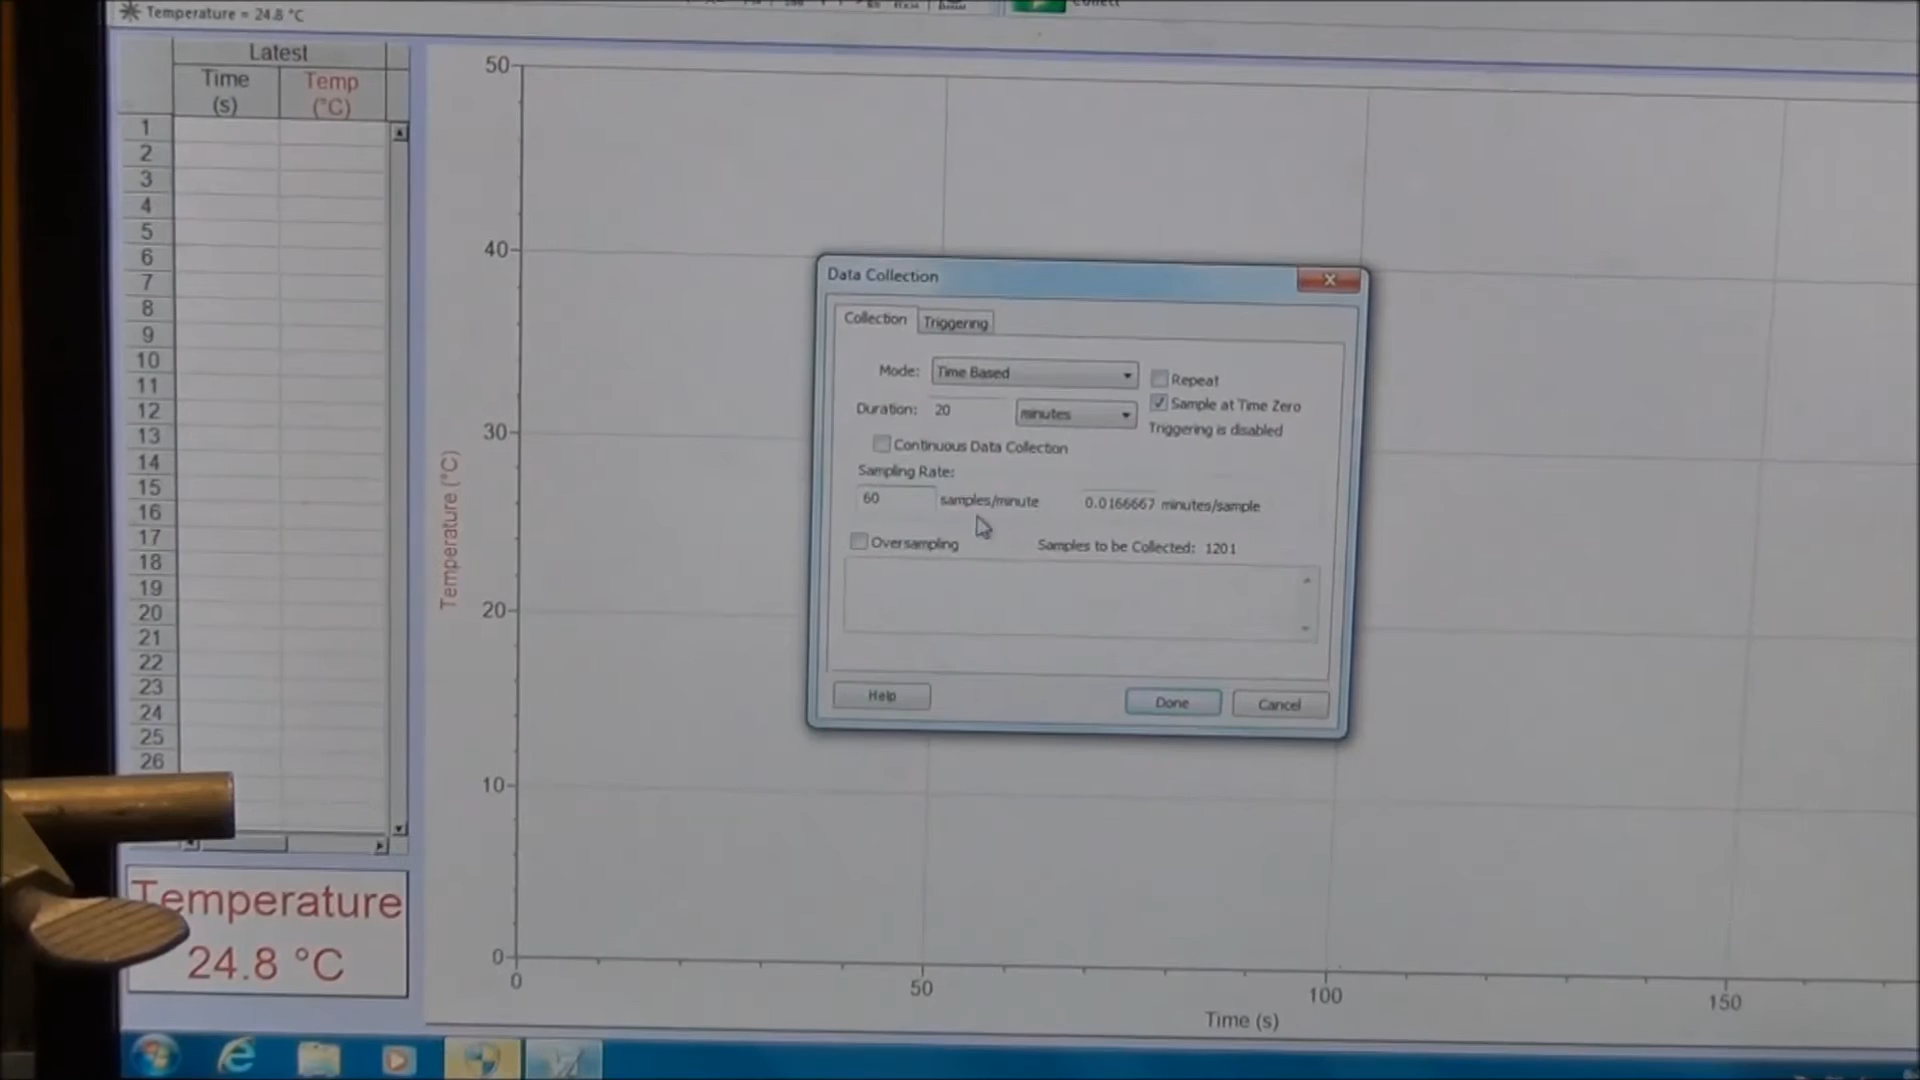 Temperature = 24.8 °C
Collect
Latest
Time
(s)
Temp
(°C)
1
2
3
4
5
6
7
8
9
10
11
12
13
14
15
16
17
18
19
20
21
22
23
24
25
26
Temperature
24.8 °C
50
40
30
20
10
0
Temperature (°C)
0
50
100
150
Time (s)
Data Collection
Collection
Triggering
Mode: Time Based
Repeat
Duration: 20 minutes
Sample at Time Zero
Triggering is disabled
Continuous Data Collection
Sampling Rate:
60 samples/minute 0.0166667 minutes/sample
Oversampling Samples to be Collected: 1201
Help Done Cancel